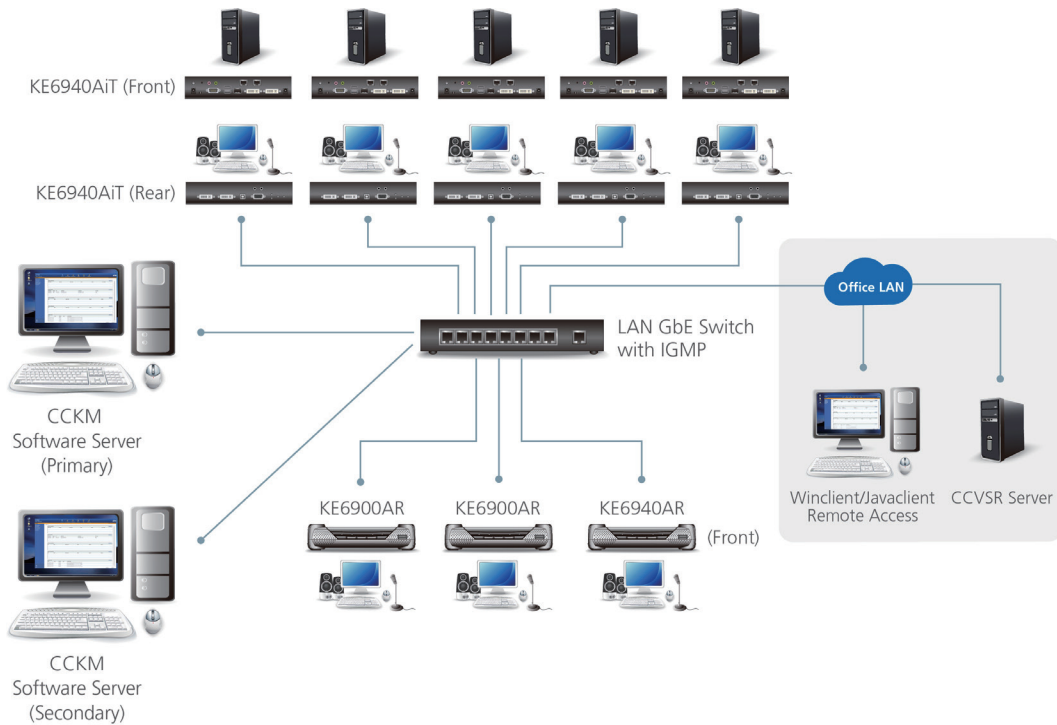 KE6940AiT (Front)
KE6940AiT (Rear)
Office LAN
LAN GbE Switch
with IGMP
CCKM
Software Server
(Primary)
KE6900AR
KE6900AR
KE6940AR
(Front)
Winclient/Javaclient
Remote Access
CCVSR Server
CCKM
Software Server
(Secondary)